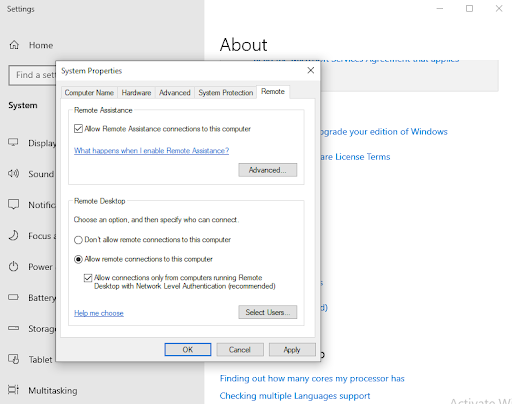 Settings
Home
About
Microsoft Services Agreement that applies
Find a
System
Display
Sound
Focus
Power
Battery
Storage
Tablet
Multitasking
System Properties
Computer Name
Hardware
Advanced
System Protection
Remote
Remote Assistance
Allow Remote Assistance connections to this computer
What happens when I enable Remote Assistance?
Advanced...
Remote Desktop
Choose an option, and then specify who can connect.
Don't allow remote connections to this computer
Allow remote connections to this computer
Allow connections only from computers running Remote
Desktop with Network Level Authentication (recommended)
Help me choose
Select Users...
OK
Cancel
Apply
pgrade your edition of Windows
are License Terms
Finding out how many cores my processor has
Checking multiple Languages support
Activate W